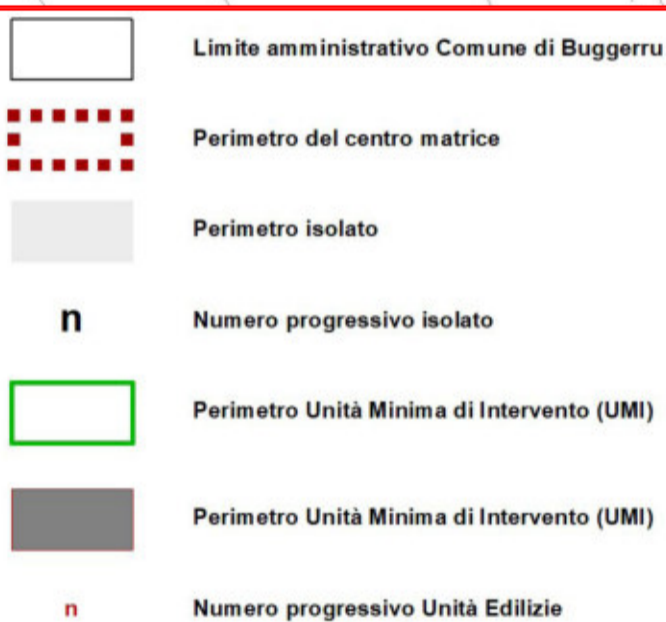 Limite amministrativo Comune di Buggerru
Perimetro del centro matrice
Perimetro isolato
n Numero progressivo isolato
Perimetro Unità Minima di Intervento (UMI)
Perimetro Unità Minima di Intervento (UMI)
n Numero progressivo Unità Edilizie